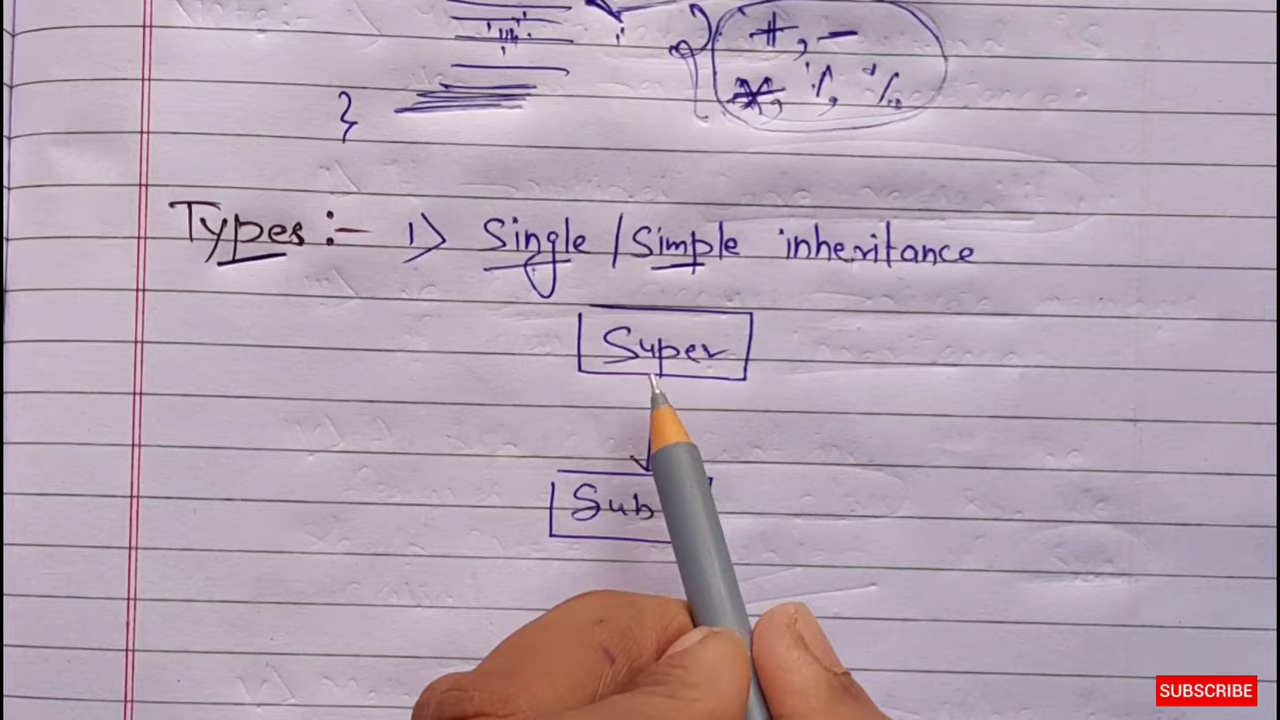 +, -
*, /, %
}
Types :- 1) Single / Simple inheritance
Super
Sub
SUBSCRIBE